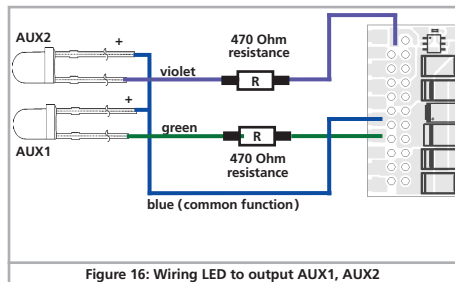 AUX2
+
470 Ohm
resistance
violet
R
+
green
R
AUX1
470 Ohm
resistance
blue (common function)
Figure 16: Wiring LED to output AUX1, AUX2